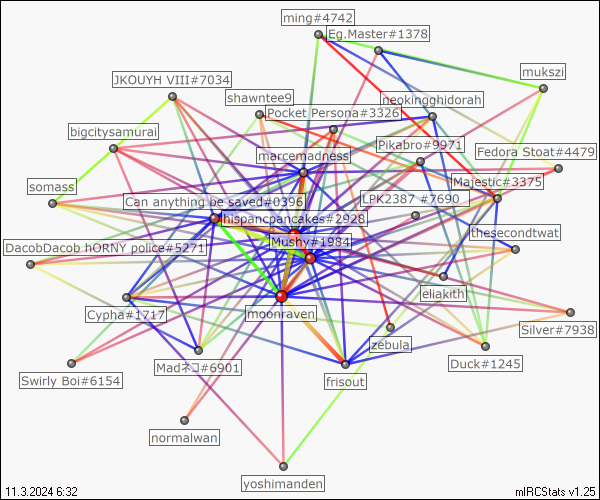 ming#4742
Eg.Master#1378
mukszi
JKOUYH VIII#7034
shawntee9
neokingghidorah
Pocket Persona#3326
bigcitysamurai
Pikabro#9971
Fedora Stoat#4479
marcemadness
Majestic#3375
somass
Can anything be saved#0396
LPK2387 #7690
hispancpancakes#2928
thesecondtwat
Mushy#1984
DacobDacob hORNY police#5271
eliakith
Cypha#1717
moonraven
Silver#7938
zebula
Duck#1245
Madネコ#6901
Swirly Boi#6154
frisout
normalwan
yoshimanden
11.3.2024 6:32
mIRCStats v1.25